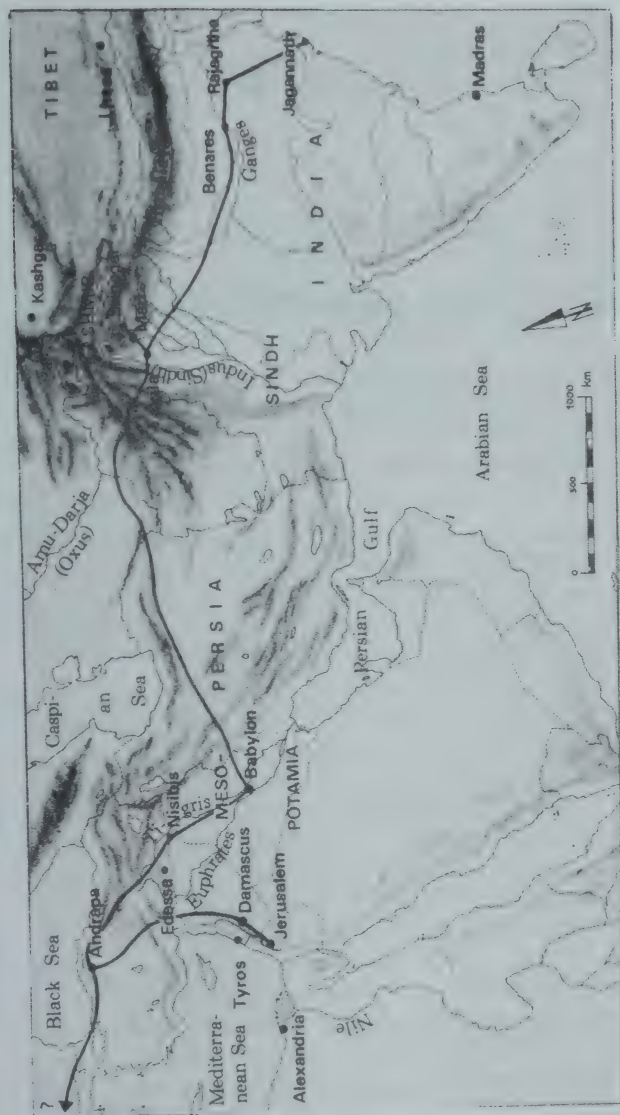 ?
Black Sea
Andrapa
Caspi-
an
Sea
Amu-Darja
(Oxus)
Kashgar
TIBET
Mediterra-
nean Sea
Tyros
Alexandria
Nile
Edessa
Euphrates
Damascus
Jerusalem
Nisibis
MESO-
POTAMIA
Babylon
PERSIA
Persian
Gulf
Indus(Sindh)
SINDH
Benares
Ganges
Rajagriha
Jagannath
INDIA
Madras
Arabian Sea
N
0
500
1000
km